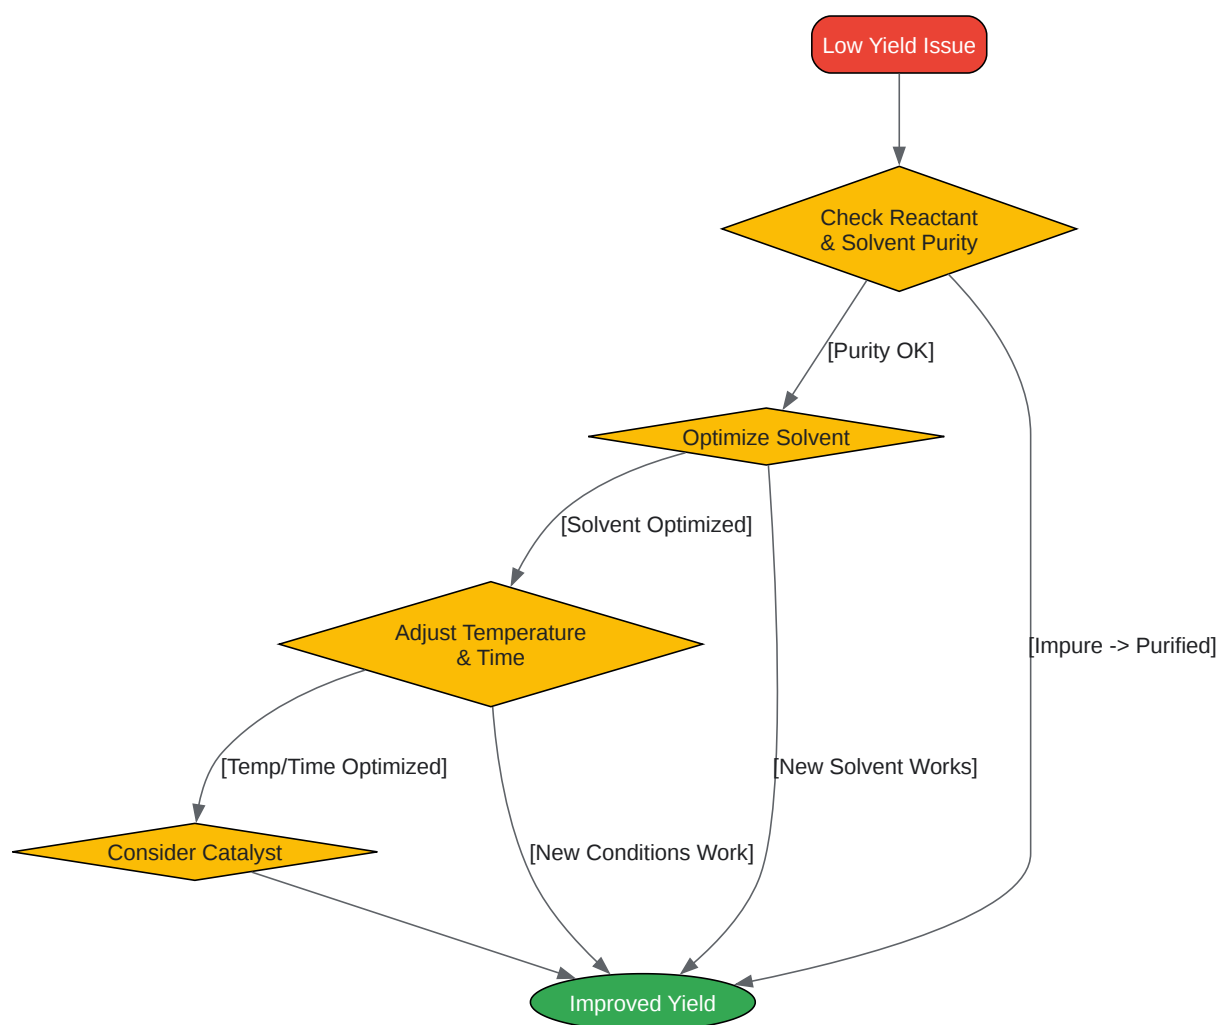 Low Yield Issue
Check Reactant
& Solvent Purity
[Purity OK]
Optimize Solvent
[Solvent Optimized]
Adjust Temperature
& Time
[Impure -> Purified]
[Temp/Time Optimized]
[New Solvent Works]
Consider Catalyst
[New Conditions Work]
Improved Yield